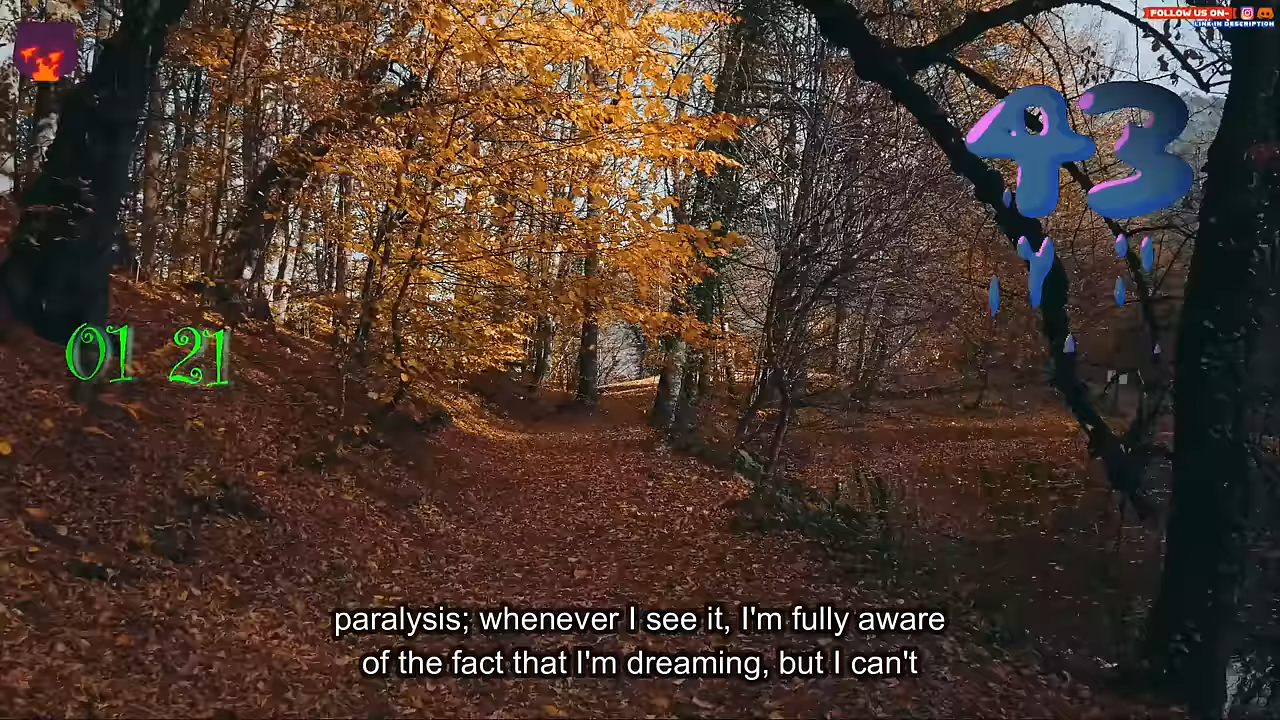 FOLLOW US ON-
LINK IN DESCRIPTION
43
01 21
paralysis; whenever I see it, I'm fully aware
of the fact that I'm dreaming, but I can't